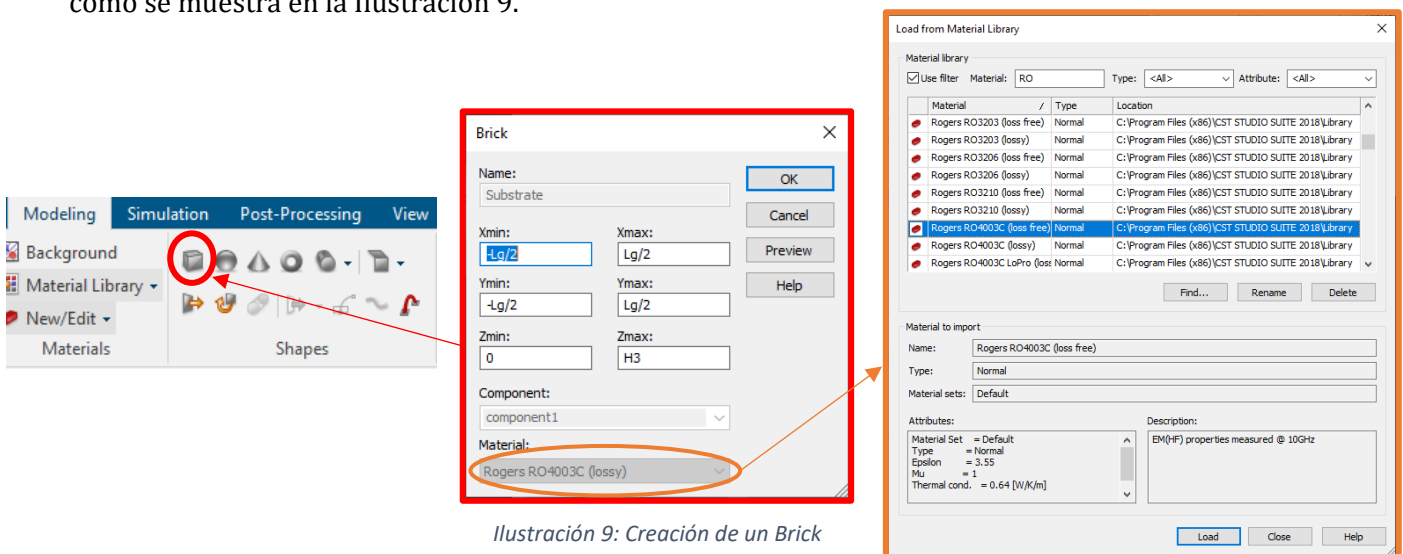 como se muestra en la Ilustración 9.
Modeling Simulation Post-Processing View
Background
Material Library
New/Edit
Materials Shapes
Brick
Name:
Substrate
OK
Cancel
Xmin: Xmax:
-Lg/2 Lg/2
Preview
Ymin: Ymax:
Help
-Lg/2 Lg/2
Zmin: Zmax:
0 H3
Component:
component1
Material:
Rogers RO4003C (lossy)
Ilustración 9: Creación de un Brick
Load from Material Library
Material library
Use filter Material: RO Type: <All> Attribute: <All>
Material / Type Location
Rogers RO3203 (loss free) Normal C:\Program Files (x86)\CST STUDIO SUITE 2018\Library
Rogers RO3203 (lossy) Normal C:\Program Files (x86)\CST STUDIO SUITE 2018\Library
Rogers RO3206 (loss free) Normal C:\Program Files (x86)\CST STUDIO SUITE 2018\Library
Rogers RO3206 (lossy) Normal C:\Program Files (x86)\CST STUDIO SUITE 2018\Library
Rogers RO3210 (loss free) Normal C:\Program Files (x86)\CST STUDIO SUITE 2018\Library
Rogers RO3210 (lossy) Normal C:\Program Files (x86)\CST STUDIO SUITE 2018\Library
Rogers RO4003C (loss free) Normal C:\Program Files (x86)\CST STUDIO SUITE 2018\Library
Rogers RO4003C (lossy) Normal C:\Program Files (x86)\CST STUDIO SUITE 2018\Library
Rogers RO4003C LoPro (loss Normal C:\Program Files (x86)\CST STUDIO SUITE 2018\Library
Find... Rename Delete
Material to import
Name: Rogers RO4003C (loss free)
Type: Normal
Material sets: Default
Attributes: Description:
Material Set = Default EM(HF) properties measured @ 10GHz
Type = Normal
Epsilon = 3.55
Mu = 1
Thermal cond. = 0.64 [W/K/m]
Load Close Help